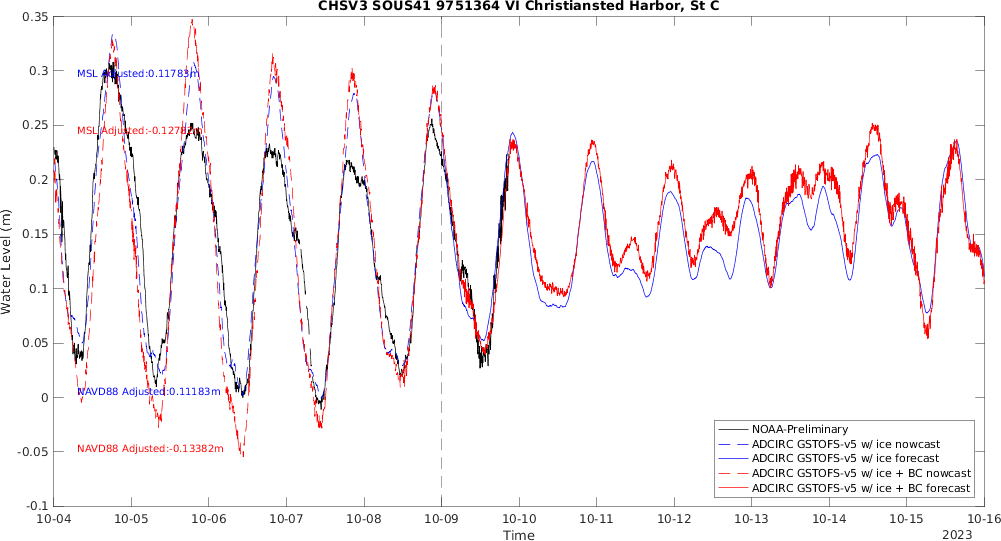 CHSV3 SOUS41 9751364 VI Christiansted Harbor, St C
0.35
0.3
0.25
0.2
0.15
0.1
0.05
0
-0.05
-0.1
Water Level (m)
MSL Adjusted:0.11783m
MSL Adjusted:-0.1278
NAVD88 Adjusted:0.11183m
NAVD88 Adjusted:-0.13382m
NOAA-Preliminary
ADCIRC GSTOFS-v5 w/ ice nowcast
ADCIRC GSTOFS-v5 w/ ice forecast
ADCIRC GSTOFS-v5 w/ ice + BC nowcast
ADCIRC GSTOFS-v5 w/ ice + BC forecast
10-04 10-05 10-06 10-07 10-08 10-09 10-10 10-11 10-12 10-13 10-14 10-15 10-16
Time
2023